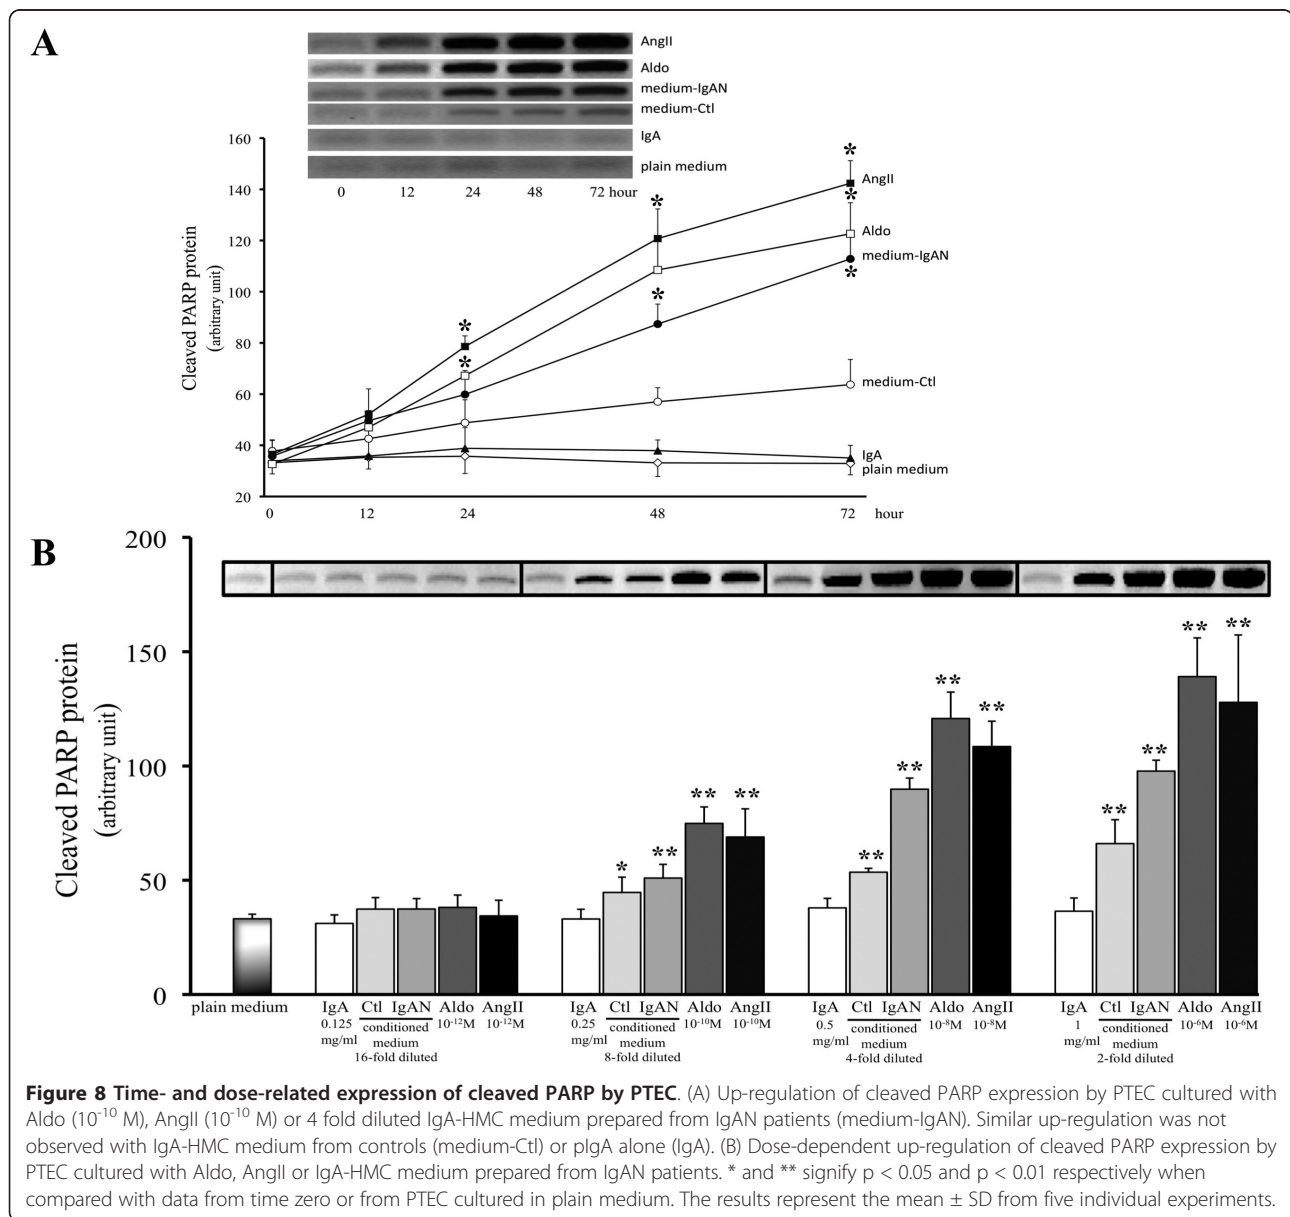 A
AngII
Aldo
medium-IgAN
medium-Ctl
IgA
plain medium
0 12 24 48 72 hour
Cleaved PARP protein
(arbitrary unit)
160
140
120
100
80
60
40
20
* * * * * * *
AngII
Aldo
medium-IgAN
medium-Ctl
IgA
plain medium
0 12 24 48 72 hour
B
Cleaved PARP protein
(arbitrary unit)
200
150
100
50
0
* ** ** ** ** ** ** ** ** ** ** **
plain medium
IgA Ctl IgAN Aldo AngII IgA Ctl IgAN Aldo AngII IgA Ctl IgAN Aldo AngII IgA Ctl IgAN Aldo AngII
0.125 mg/ml conditioned medium 16-fold diluted 10⁻¹²M 10⁻¹²M
0.25 mg/ml conditioned medium 8-fold diluted 10⁻¹⁰M 10⁻¹⁰M
0.5 mg/ml conditioned medium 4-fold diluted 10⁻⁸M 10⁻⁸M
1 mg/ml conditioned medium 2-fold diluted 10⁻⁶M 10⁻⁶M
Figure 8 Time- and dose-related expression of cleaved PARP by PTEC. (A) Up-regulation of cleaved PARP expression by PTEC cultured with
Aldo (10⁻¹⁰ M), AngII (10⁻¹⁰ M) or 4 fold diluted IgA-HMC medium prepared from IgAN patients (medium-IgAN). Similar up-regulation was not
observed with IgA-HMC medium from controls (medium-Ctl) or pIgA alone (IgA). (B) Dose-dependent up-regulation of cleaved PARP expression by
PTEC cultured with Aldo, AngII or IgA-HMC medium prepared from IgAN patients. * and ** signify p < 0.05 and p < 0.01 respectively when
compared with data from time zero or from PTEC cultured in plain medium. The results represent the mean ± SD from five individual experiments.